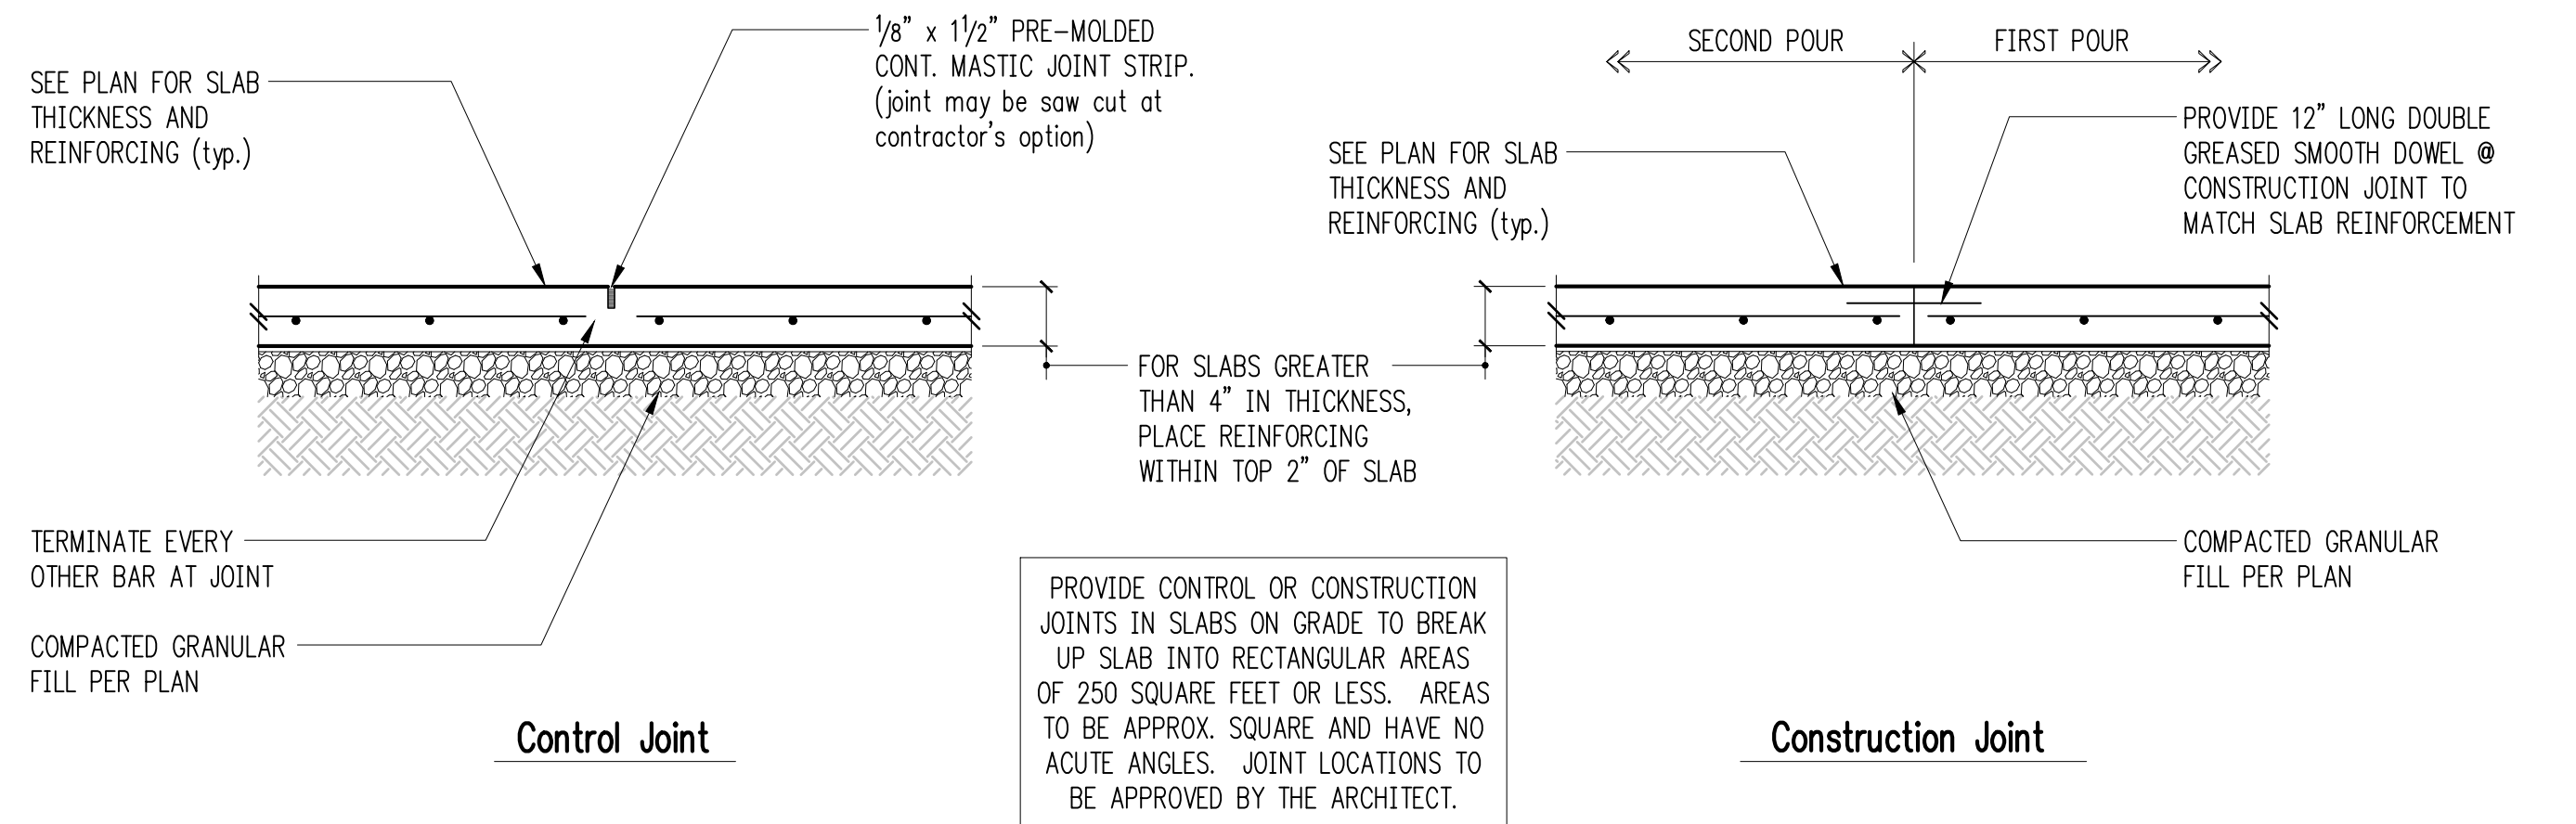 SEE PLAN FOR SLAB
THICKNESS AND
REINFORCING (typ.)
1/8" x 1 1/2" PRE-MOLDED
CONT. MASTIC JOINT STRIP.
(joint may be saw cut at
contractor's option)
TERMINATE EVERY
OTHER BAR AT JOINT
COMPACTED GRANULAR
FILL PER PLAN
Control Joint
FOR SLABS GREATER
THAN 4" IN THICKNESS,
PLACE REINFORCING
WITHIN TOP 2" OF SLAB
PROVIDE CONTROL OR CONSTRUCTION
JOINTS IN SLABS ON GRADE TO BREAK
UP SLAB INTO RECTANGULAR AREAS
OF 250 SQUARE FEET OR LESS. AREAS
TO BE APPROX. SQUARE AND HAVE NO
ACUTE ANGLES. JOINT LOCATIONS TO
BE APPROVED BY THE ARCHITECT.
SECOND POUR
FIRST POUR
SEE PLAN FOR SLAB
THICKNESS AND
REINFORCING (typ.)
PROVIDE 12" LONG DOUBLE
GREASED SMOOTH DOWEL @
CONSTRUCTION JOINT TO
MATCH SLAB REINFORCEMENT
COMPACTED GRANULAR
FILL PER PLAN
Construction Joint